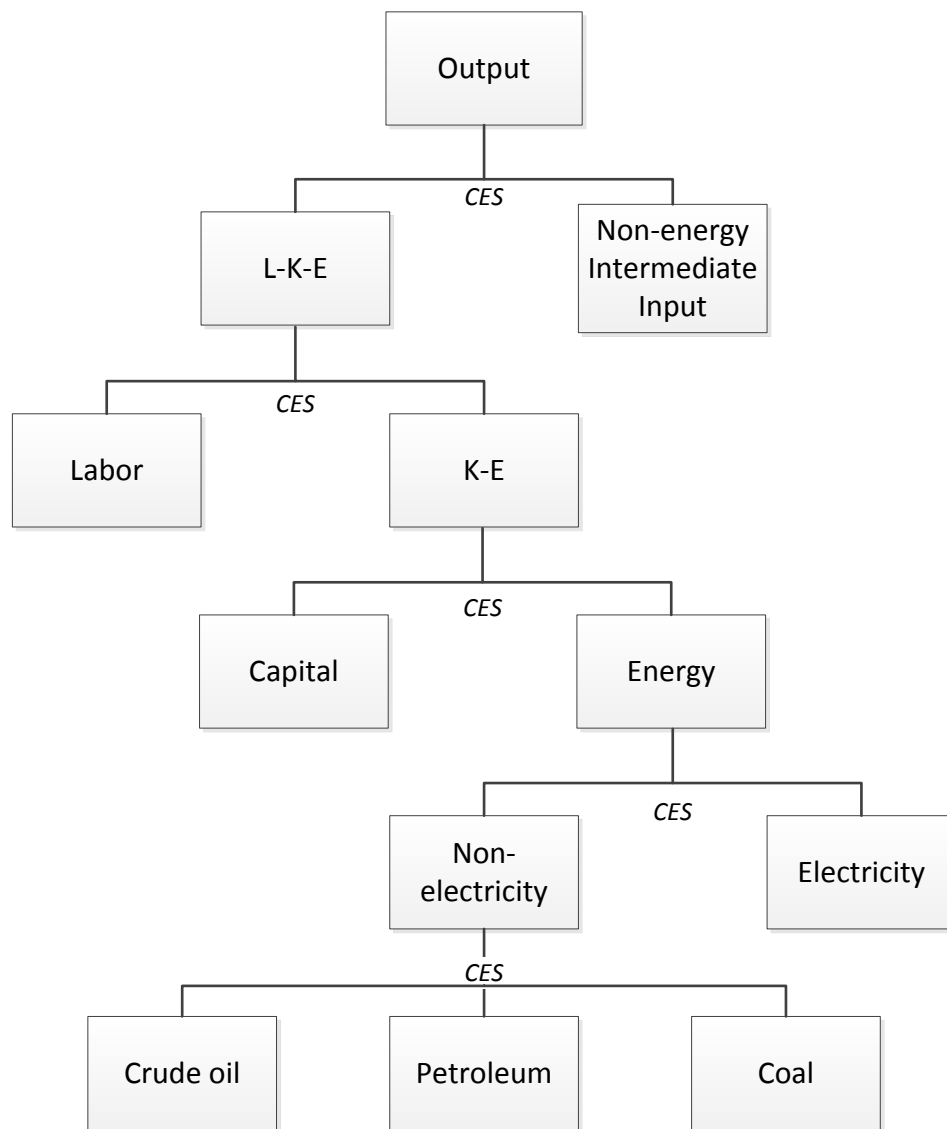 Output
CES
L-K-E
Non-energy
Intermediate
Input
CES
Labor
K-E
CES
Capital
Energy
CES
Non-
electricity
Electricity
CES
Crude oil
Petroleum
Coal